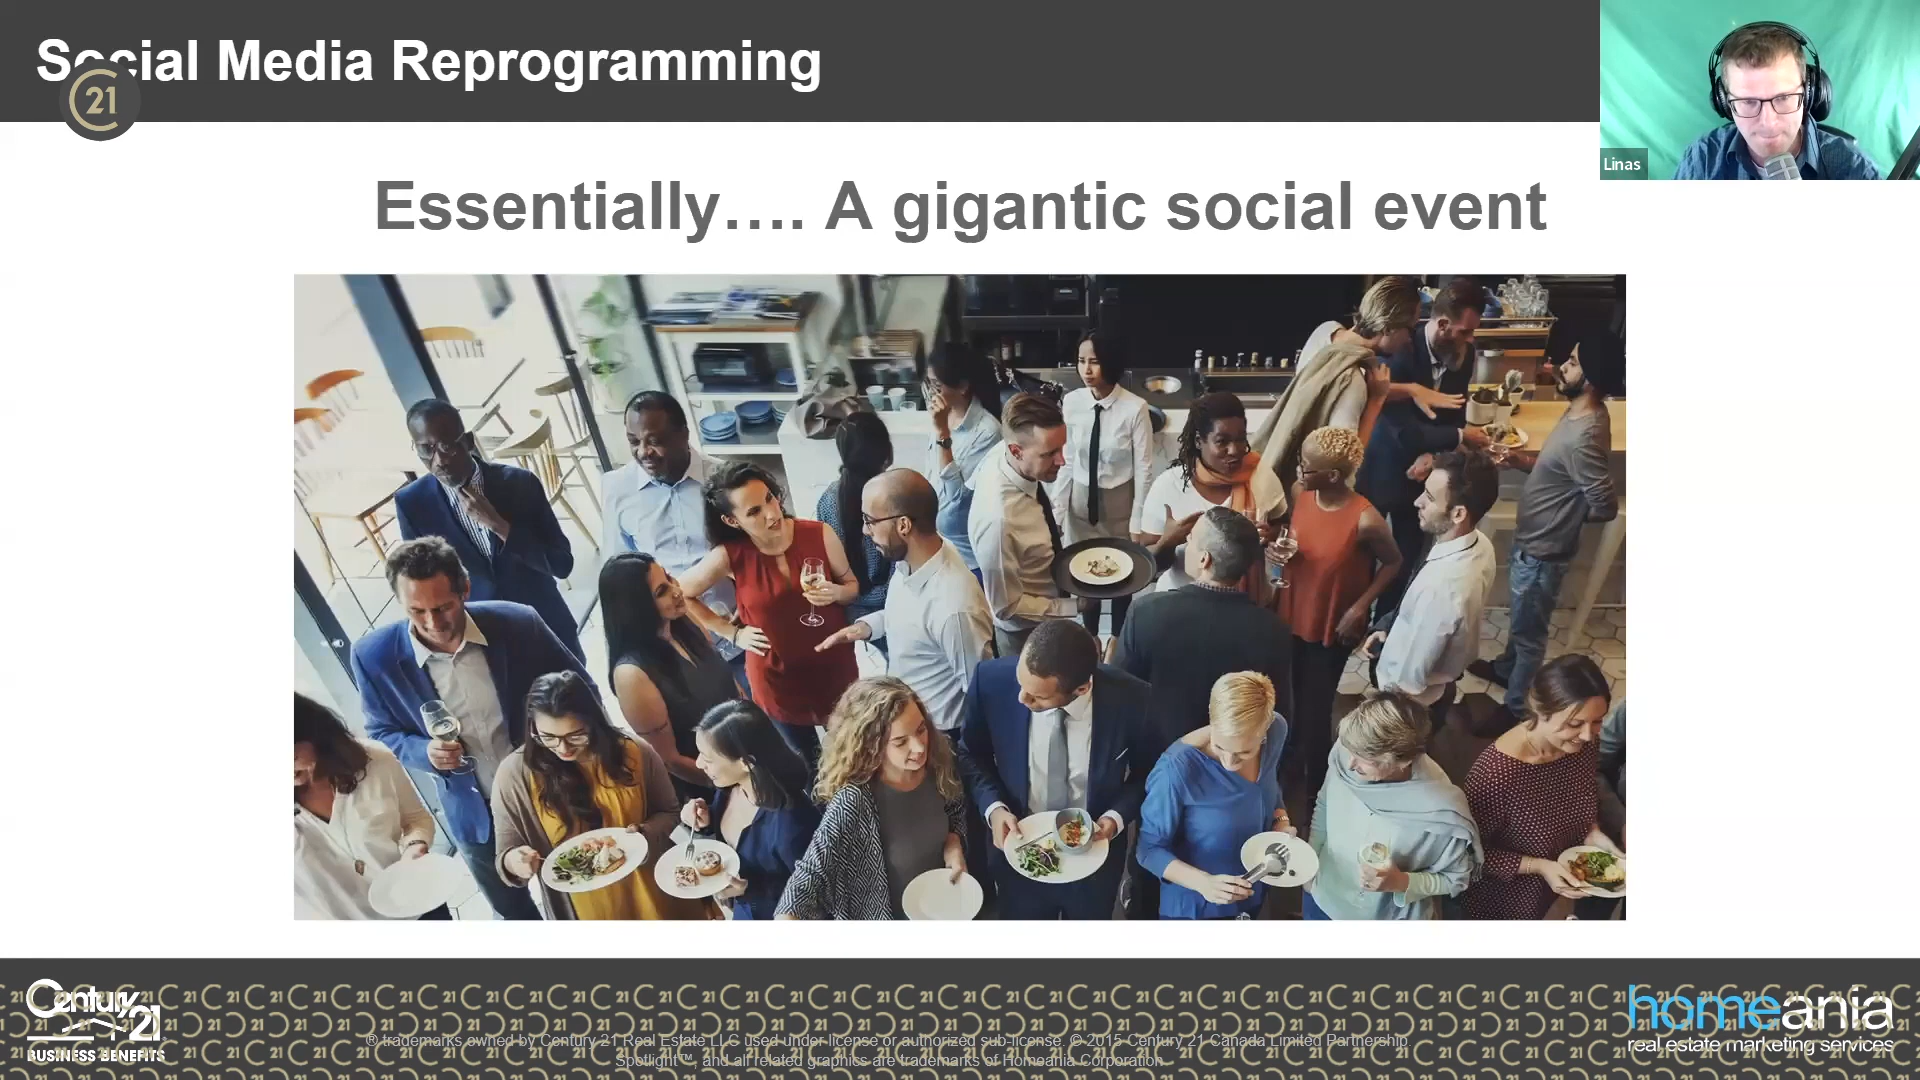 Social Media Reprogramming
21
Linas
Essentially…. A gigantic social event
Century 21
BUSINESS BENEFITS
® trademarks owned by Century 21 Real Estate LLC used under license or authorized sub-license. © 2015 Century 21 Canada Limited Partnership.
Spotlight™, and all related graphics are trademarks of Homeania Corporation.
homeania
real estate marketing services